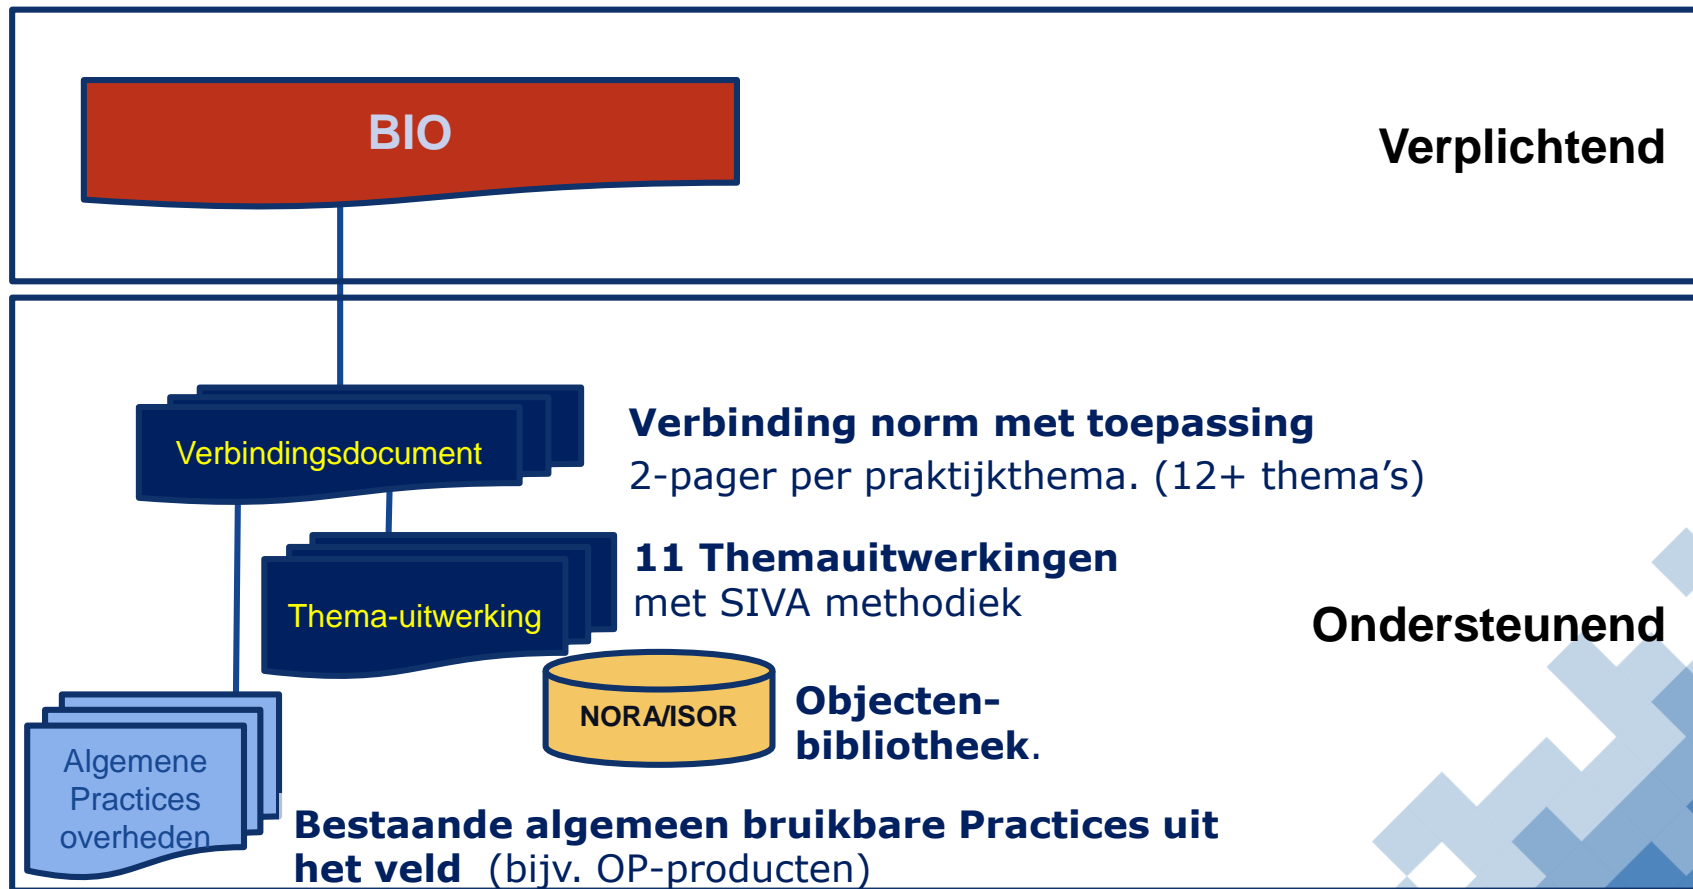 BIO
Verplichtend
Verbindingsdocument
Verbinding norm met toepassing
2-pager per praktijkthema. (12+ thema’s)
Thema-uitwerking
11 Themauitwerkingen
met SIVA methodiek
Ondersteunend
NORA/ISOR
Objecten-
bibliotheek.
Algemene
Practices
overheden
Bestaande algemeen bruikbare Practices uit
het veld (bijv. OP-producten)